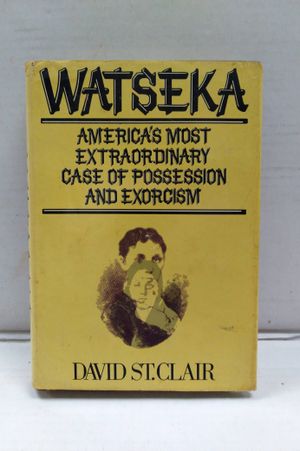 WATSEKA
AMERICA'S MOST
EXTRAORDINARY
CASE OF POSSESSION
AND EXORCISM
DAVID ST.CLAIR